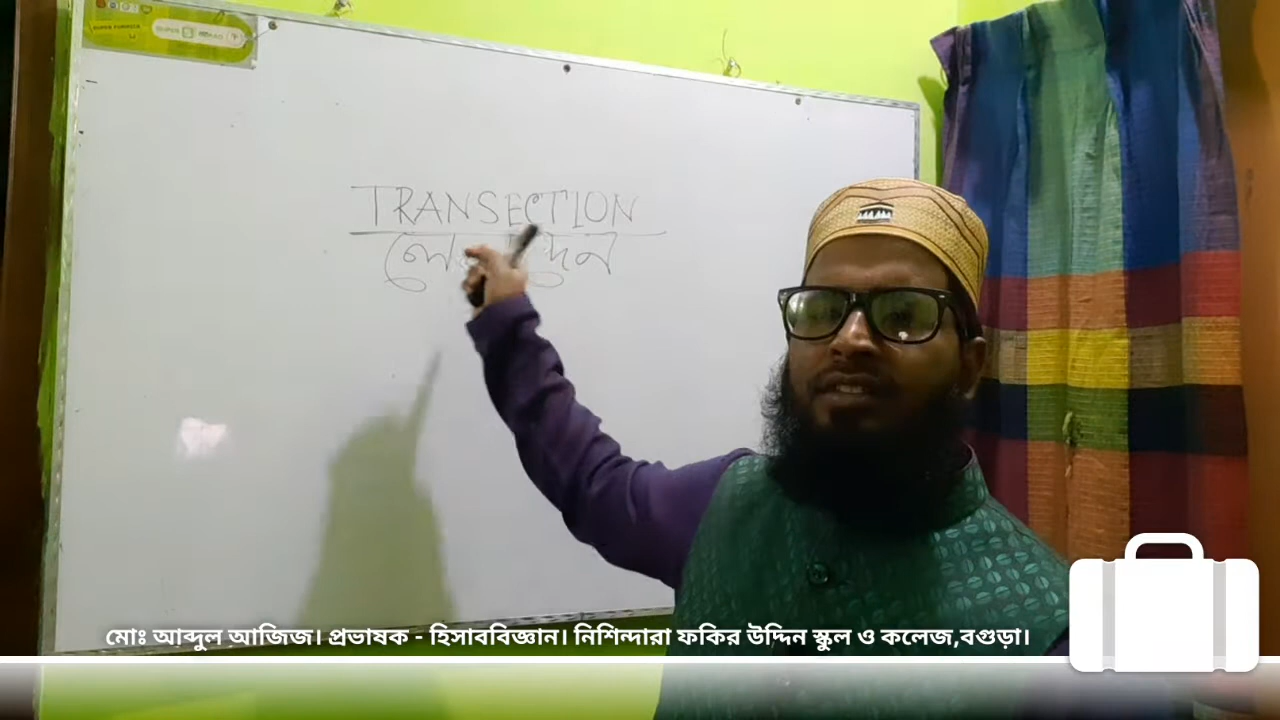 TRANSECTION
মোঃ আব্দুল আজিজ। প্রভাষক - হিসাববিজ্ঞান। নিশিন্দারা ফকির উদ্দিন স্কুল ও কলেজ,বগুড়া।